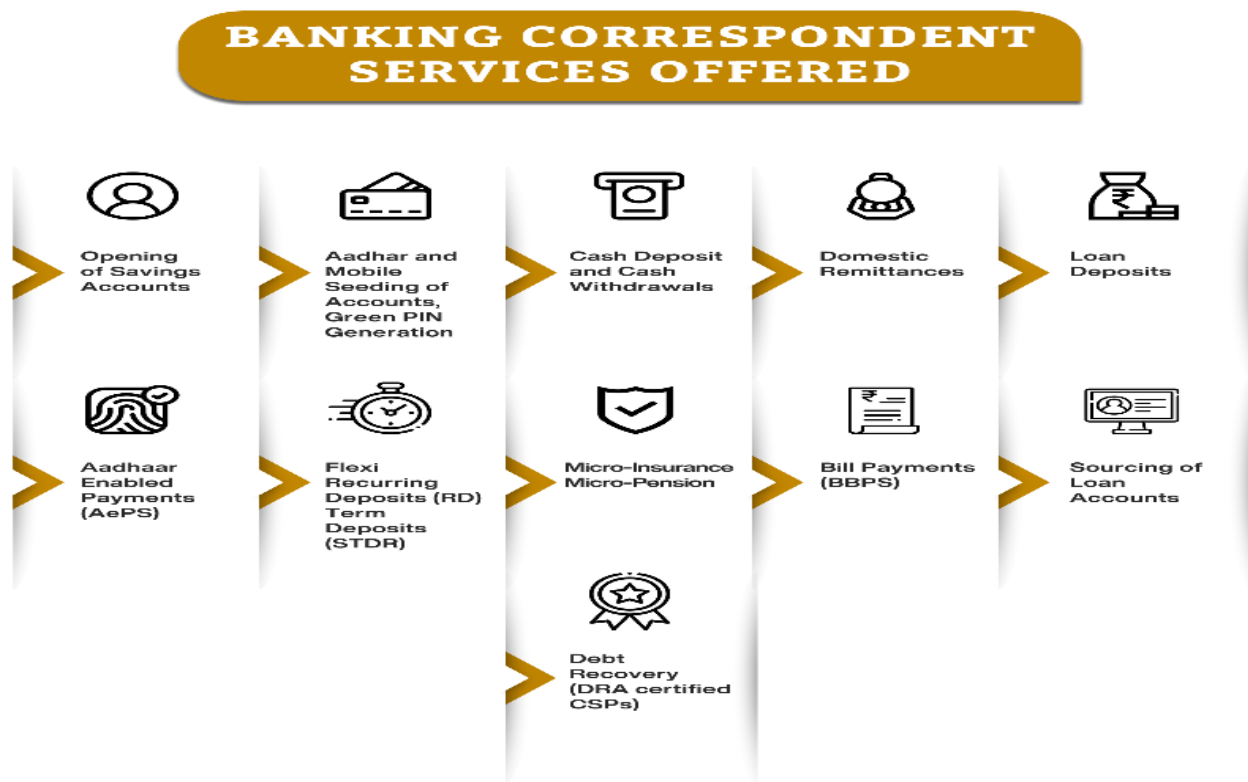 BANKING CORRESPONDENT
SERVICES OFFERED
Opening
of Savings
Accounts
Aadhar and
Mobile
Seeding of
Accounts,
Green PIN
Generation
Cash Deposit
and Cash
Withdrawals
Domestic
Remittances
Loan
Deposits
Aadhaar
Enabled
Payments
(AePS)
Flexi
Recurring
Deposits (RD)
Term
Deposits
(STDR)
Micro-Insurance
Micro-Pension
Bill Payments
(BBPS)
Sourcing of
Loan
Accounts
Debt
Recovery
(DRA certified
CSPs)